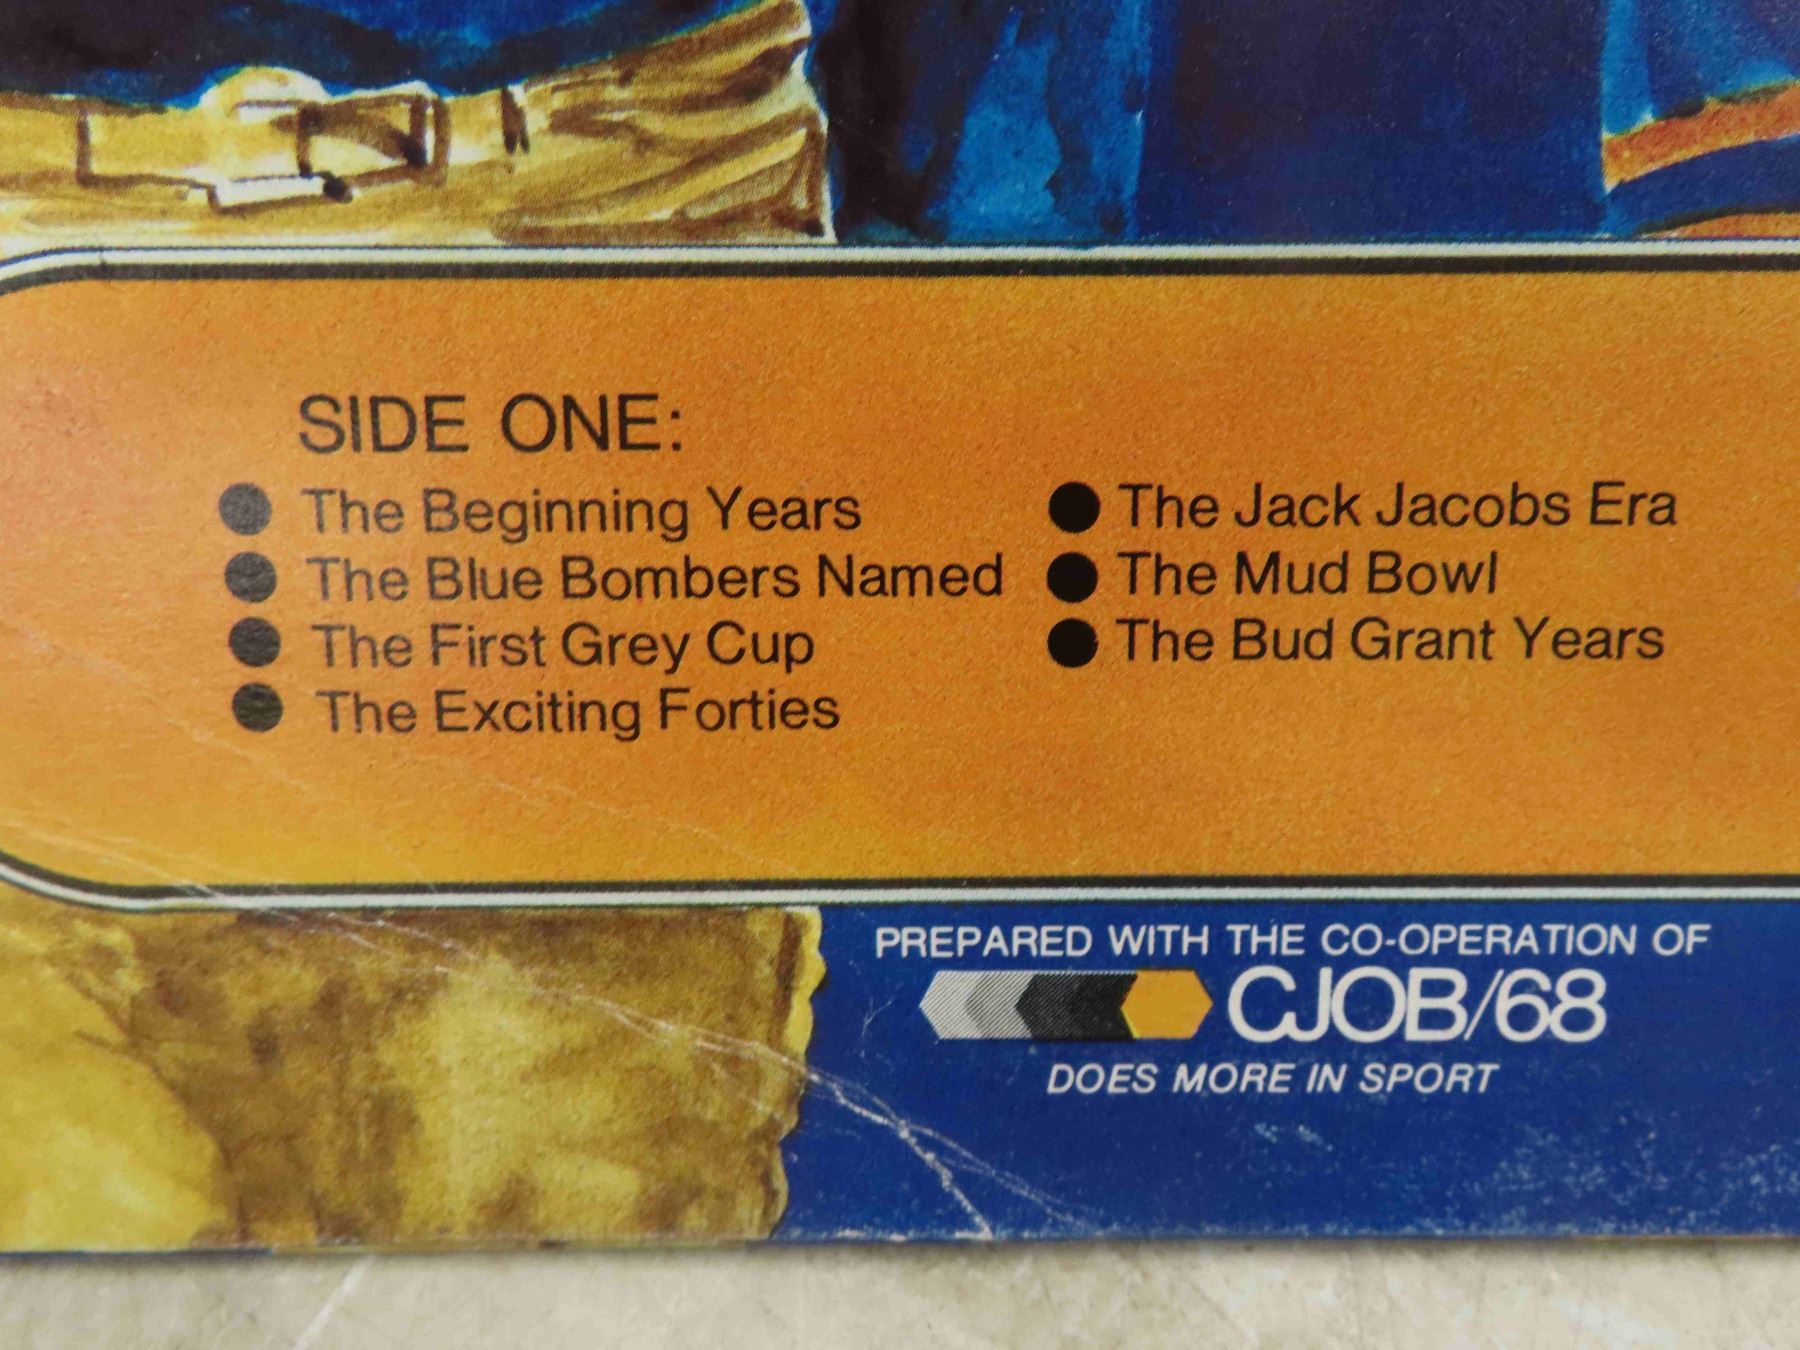 SIDE ONE:
The Beginning Years
The Blue Bombers Named
The First Grey Cup
The Exciting Forties
The Jack Jacobs Era
The Mud Bowl
The Bud Grant Years
PREPARED WITH THE CO-OPERATION OF
CJOB/68
DOES MORE IN SPORT